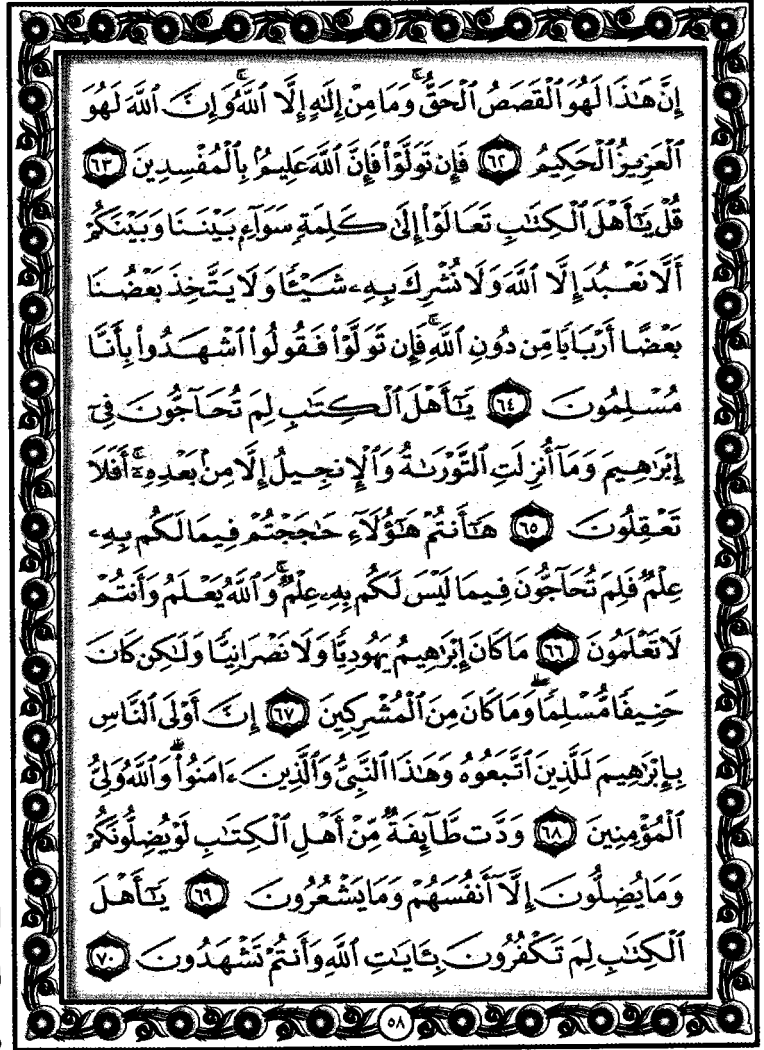 إِنَّ هَٰذَا لَهُوَ ٱلْقَصَصُ ٱلْحَقُّ ۚ وَمَا مِنْ إِلَٰهٍ إِلَّا ٱللَّهُ ۚ وَإِنَّ ٱللَّهَ لَهُوَ
ٱلْعَزِيزُ ٱلْحَكِيمُ ٦٢ فَإِن تَوَلَّوْا۟ فَإِنَّ ٱللَّهَ عَلِيمٌۢ بِٱلْمُفْسِدِينَ ٦٣
قُلْ يَٰٓأَهْلَ ٱلْكِتَٰبِ تَعَالَوْا۟ إِلَىٰ كَلِمَةٍ سَوَآءٍۭ بَيْنَنَا وَبَيْنَكُمْ
أَلَّا نَعْبُدَ إِلَّا ٱللَّهَ وَلَا نُشْرِكَ بِهِۦ شَيْـًٔا وَلَا يَتَّخِذَ بَعْضُنَا
بَعْضًا أَرْبَابًا مِّن دُونِ ٱللَّهِ ۚ فَإِن تَوَلَّوْا۟ فَقُولُوا۟ ٱشْهَدُوا۟ بِأَنَّا
مُسْلِمُونَ ٦٤ يَٰٓأَهْلَ ٱلْكِتَٰبِ لِمَ تُحَآجُّونَ فِىٓ
إِبْرَٰهِيمَ وَمَآ أُنزِلَتِ ٱلتَّوْرَىٰةُ وَٱلْإِنجِيلُ إِلَّا مِنۢ بَعْدِهِۦٓ ۚ أَفَلَا
تَعْقِلُونَ ٦٥ هَٰٓأَنتُمْ هَٰٓؤُلَآءِ حَٰجَجْتُمْ فِيمَا لَكُم بِهِۦ
عِلْمٌ فَلِمَ تُحَآجُّونَ فِيمَا لَيْسَ لَكُم بِهِۦ عِلْمٌ ۚ وَٱللَّهُ يَعْلَمُ وَأَنتُمْ
لَا تَعْلَمُونَ ٦٦ مَا كَانَ إِبْرَٰهِيمُ يَهُودِيًّا وَلَا نَصْرَانِيًّا وَلَٰكِن كَانَ
حَنِيفًا مُّسْلِمًا ۖ وَمَا كَانَ مِنَ ٱلْمُشْرِكِينَ ٦٧ إِنَّ أَوْلَى ٱلنَّاسِ
بِإِبْرَٰهِيمَ لَلَّذِينَ ٱتَّبَعُوهُ وَهَٰذَا ٱلنَّبِىُّ وَٱلَّذِينَ ءَامَنُوا۟ ۗ وَٱللَّهُ وَلِىُّ
ٱلْمُؤْمِنِينَ ٦٨ وَدَّت طَّآئِفَةٌ مِّنْ أَهْلِ ٱلْكِتَٰبِ لَوْ يُضِلُّونَكُمْ
وَمَا يُضِلُّونَ إِلَّآ أَنفُسَهُمْ وَمَا يَشْعُرُونَ ٦٩ يَٰٓأَهْلَ
ٱلْكِتَٰبِ لِمَ تَكْفُرُونَ بِـَٔايَٰتِ ٱللَّهِ وَأَنتُمْ تَشْهَدُونَ ٧٠
٥٨